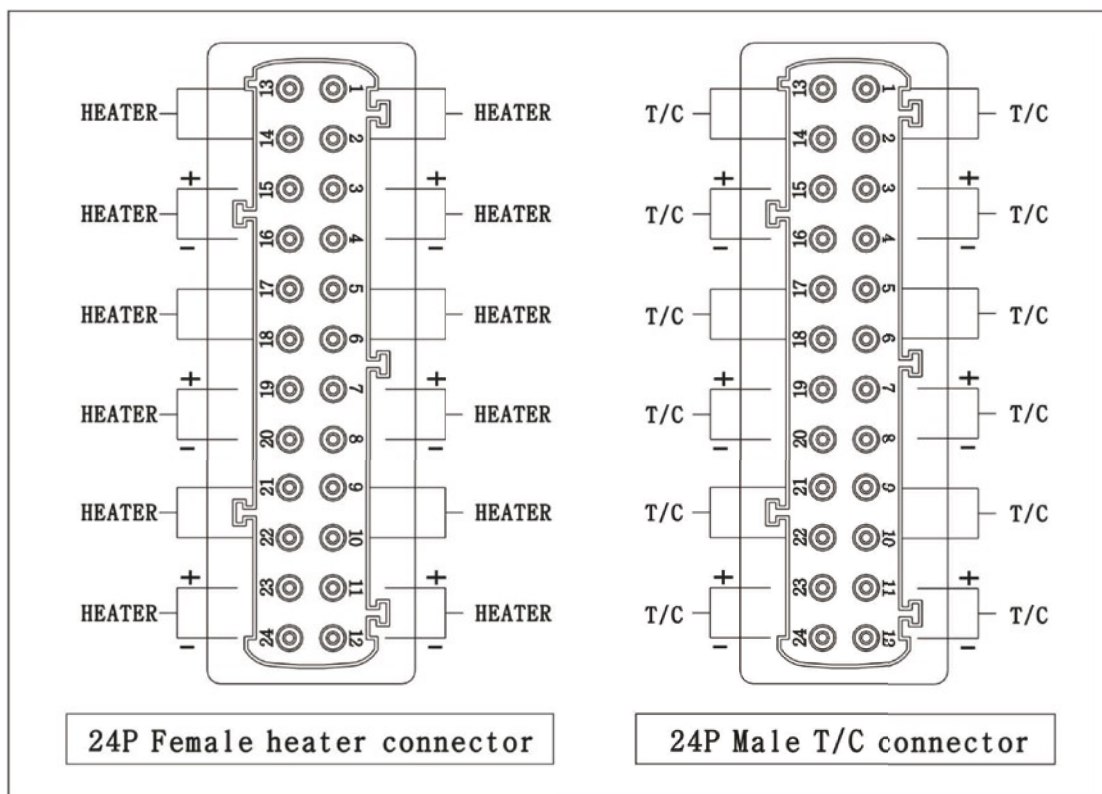 13 1
HEATER HEATER
14 2
+ 15 3 +
HEATER HEATER
− 16 4 −
17 5
HEATER HEATER
18 6
+ 19 7 +
HEATER HEATER
− 20 8 −
21 9
HEATER HEATER
22 10
+ 23 11 +
HEATER HEATER
− 24 12 −
24P Female heater connector
13 1
T/C T/C
14 2
+ 15 3 +
T/C T/C
− 16 4 −
17 5
T/C T/C
18 6
+ 19 7 +
T/C T/C
− 20 8 −
21 9
T/C T/C
22 10
+ 23 11 +
T/C T/C
− 24 13 −
24P Male T/C connector